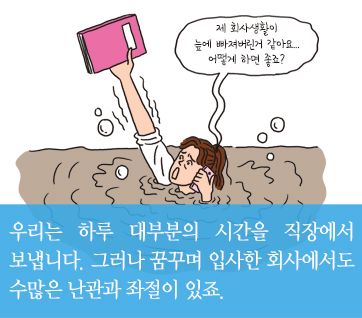 제 회사생활이
늪에 빠져버린거 같아요...
어떻게 하면 좋죠?
우리는 하루 대부분의 시간을 직장에서
보냅니다. 그러나 꿈꾸며 입사한 회사에서도
수많은 난관과 좌절이 있죠.